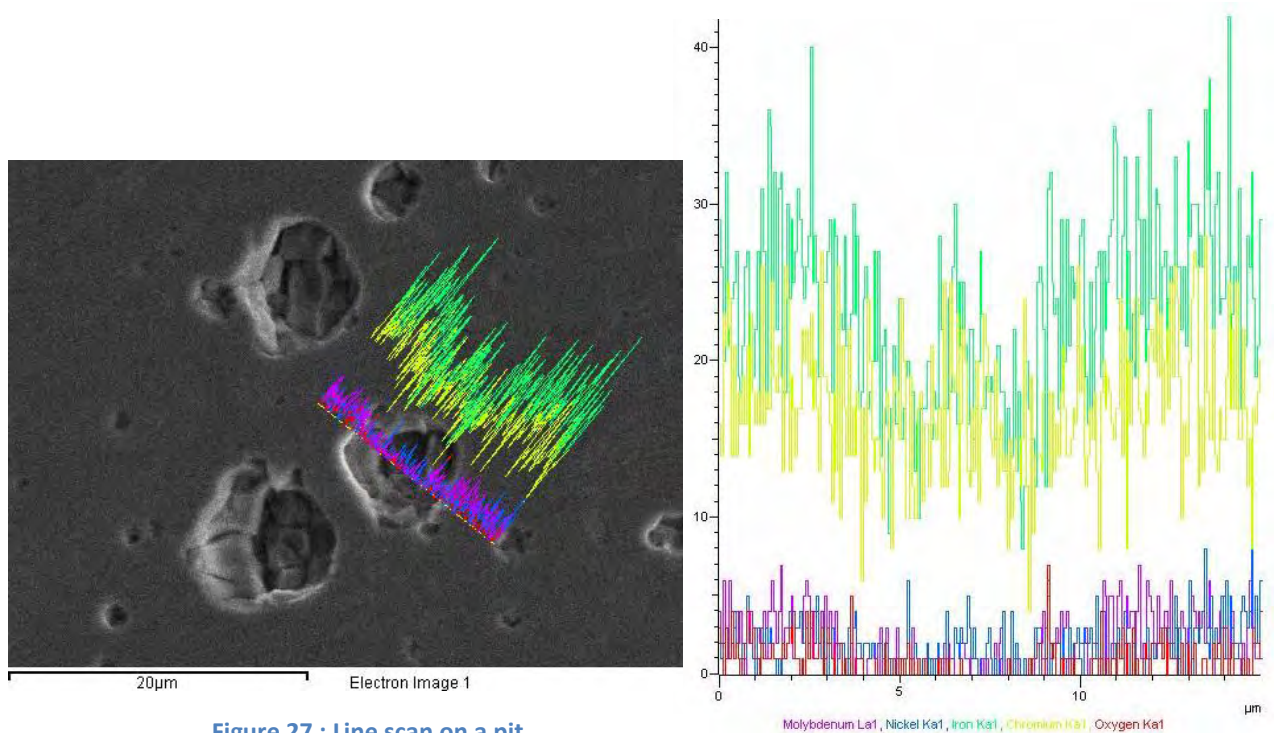 20µm
Electron Image 1
Figure 27 : Line scan on a pit
40
30
20
10
0
0
5
10
µm
Molybdenum La1, Nickel Ka1, Iron Ka1, Chromium Ka1, Oxygen Ka1